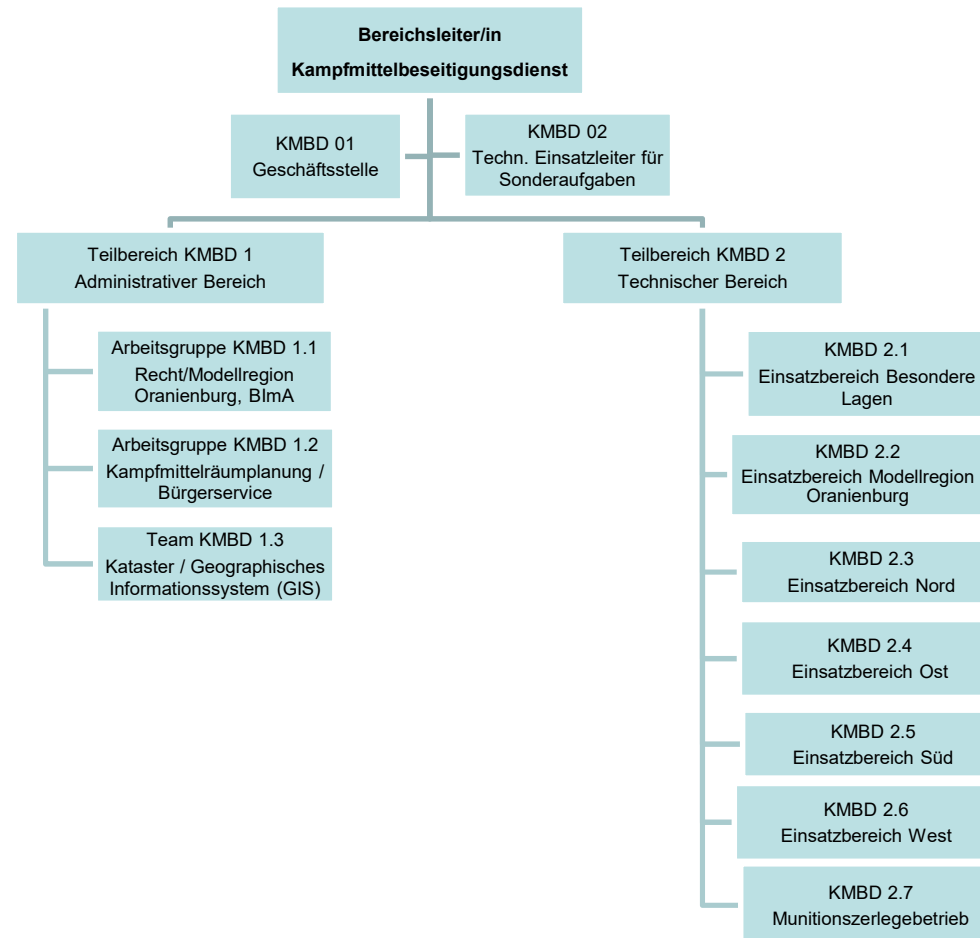 Bereichsleiter/in
Kampfmittelbeseitigungsdienst
KMBD 01
Geschäftsstelle
KMBD 02
Techn. Einsatzleiter für
Sonderaufgaben
Teilbereich KMBD 1
Administrativer Bereich
Arbeitsgruppe KMBD 1.1
Recht/Modellregion
Oranienburg, BImA
Arbeitsgruppe KMBD 1.2
Kampfmittelräumplanung /
Bürgerservice
Team KMBD 1.3
Kataster / Geographisches
Informationssystem (GIS)
Teilbereich KMBD 2
Technischer Bereich
KMBD 2.1
Einsatzbereich Besondere
Lagen
KMBD 2.2
Einsatzbereich Modellregion
Oranienburg
KMBD 2.3
Einsatzbereich Nord
KMBD 2.4
Einsatzbereich Ost
KMBD 2.5
Einsatzbereich Süd
KMBD 2.6
Einsatzbereich West
KMBD 2.7
Munitionszerlegebetrieb